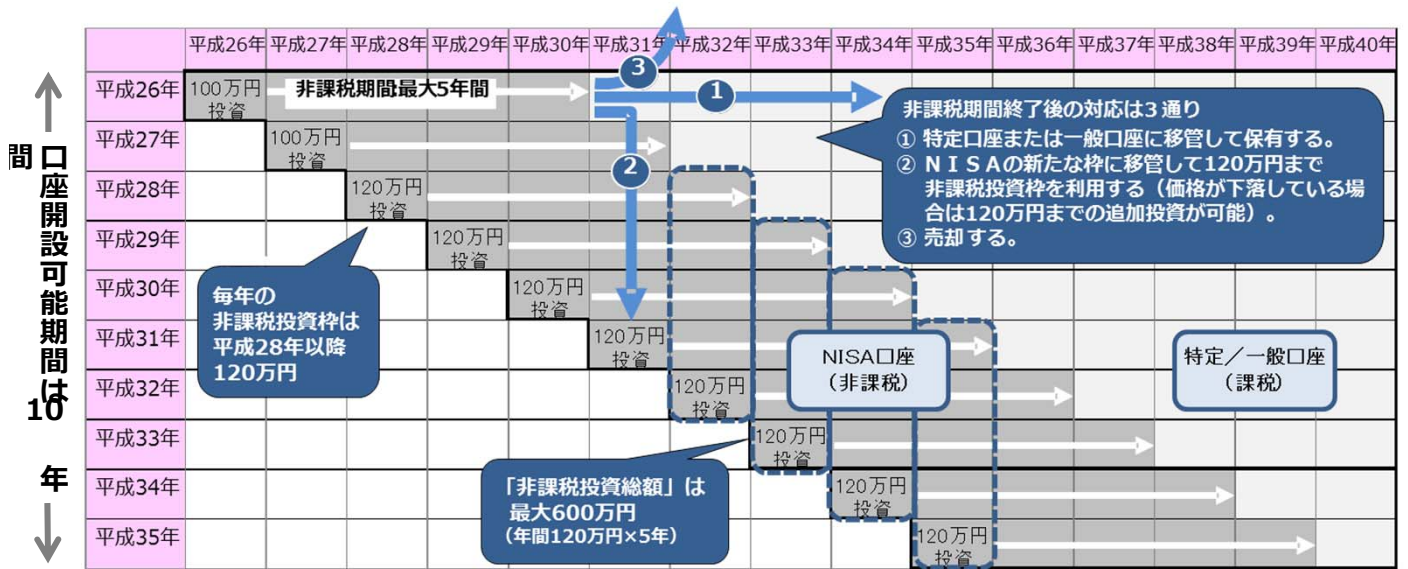 平成26年 平成27年 平成28年 平成29年 平成30年 平成31年 平成32年 平成33年 平成34年 平成35年 平成36年 平成37年 平成38年 平成39年 平成40年
口座開設可能期間は
10
年
間
平成26年
100万円
投資
非課税期間最大5年間
3
1
2
平成27年
100万円
投資
平成28年
120万円
投資
平成29年
120万円
投資
平成30年
120万円
投資
平成31年
120万円
投資
平成32年
120万円
投資
平成33年
120万円
投資
平成34年
120万円
投資
平成35年
120万円
投資
非課税期間終了後の対応は3通り
① 特定口座または一般口座に移管して保有する。
② NISAの新たな枠に移管して120万円まで
非課税投資枠を利用する（価格が下落している場
合は120万円までの追加投資が可能）。
③ 売却する。
毎年の
非課税投資枠は
平成28年以降
120万円
NISA口座
（非課税）
特定／一般口座
（課税）
「非課税投資総額」は
最大600万円
（年間120万円×5年）